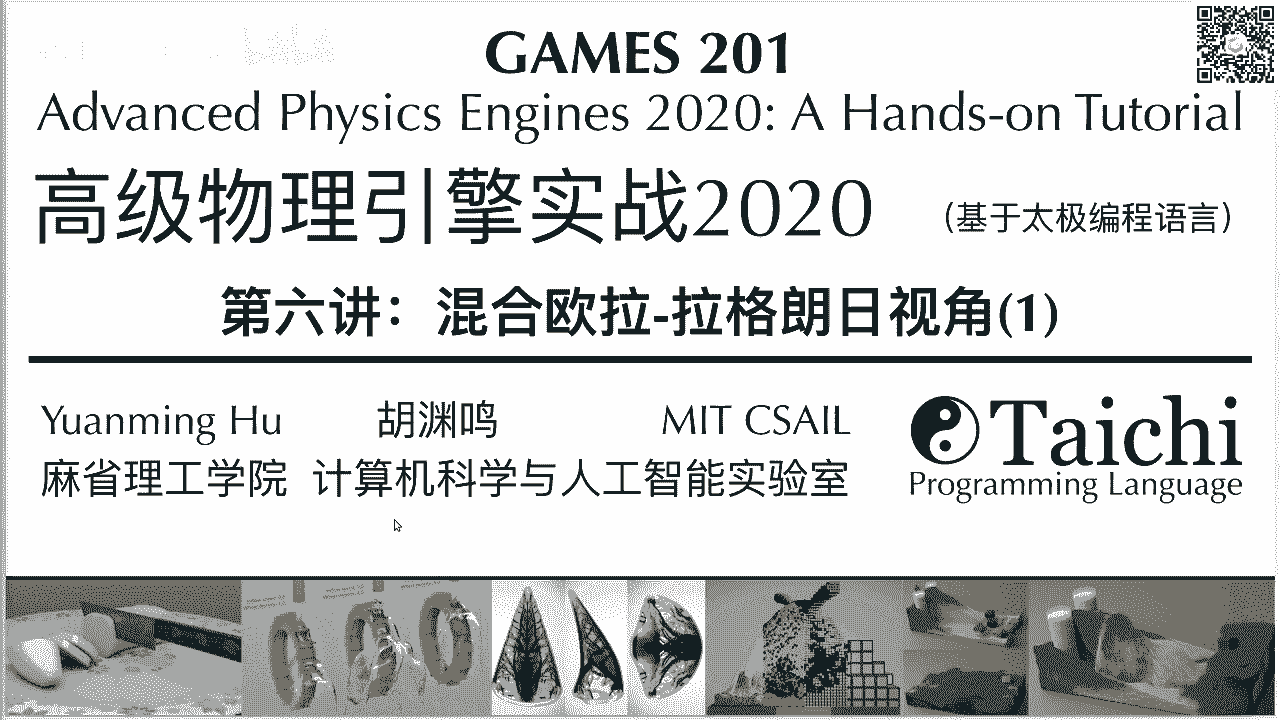 GAMES 201
Advanced Physics Engines 2020: A Hands-on Tutorial
高级物理引擎实战2020 (基于太极编程语言)
第六讲：混合欧拉-拉格朗日视角(1)
Yuanming Hu 胡渊鸣 MIT CSAIL
麻省理工学院 计算机科学与人工智能实验室
Taichi
Programming Language